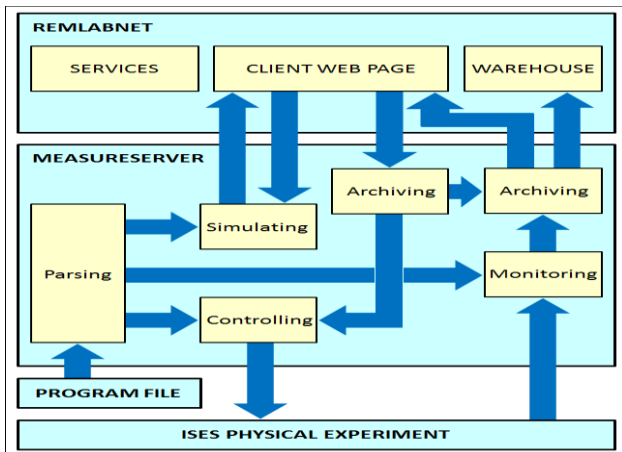 REMLABNET
SERVICES
CLIENT WEB PAGE
WAREHOUSE
MEASURESERVER
Archiving
Archiving
Simulating
Parsing
Monitoring
Controlling
PROGRAM FILE
ISES PHYSICAL EXPERIMENT